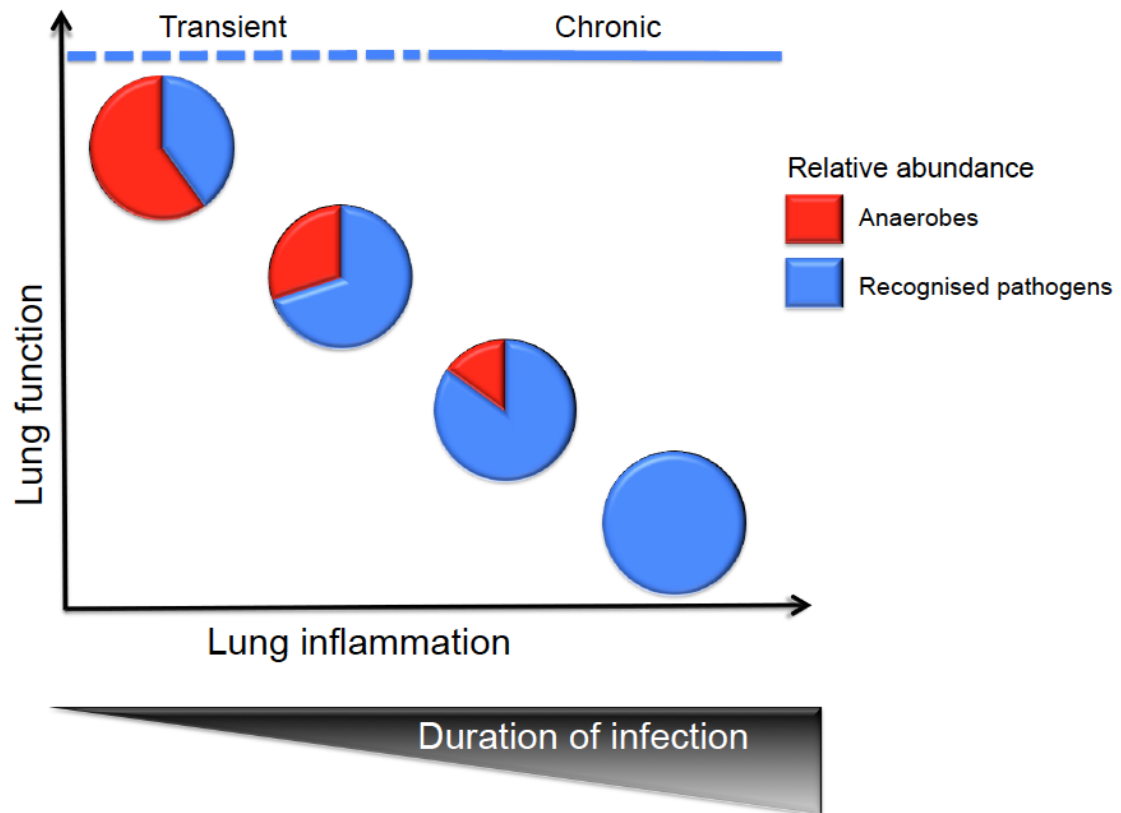 Transient
Chronic
Relative abundance
Anaerobes
Recognised pathogens
Lung function
Lung inflammation
Duration of infection